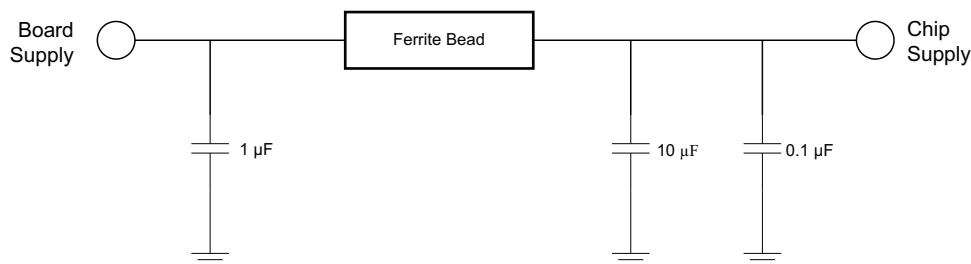 Board
Supply
Ferrite Bead
Chip
Supply
1 µF
10 µF
0.1 µF